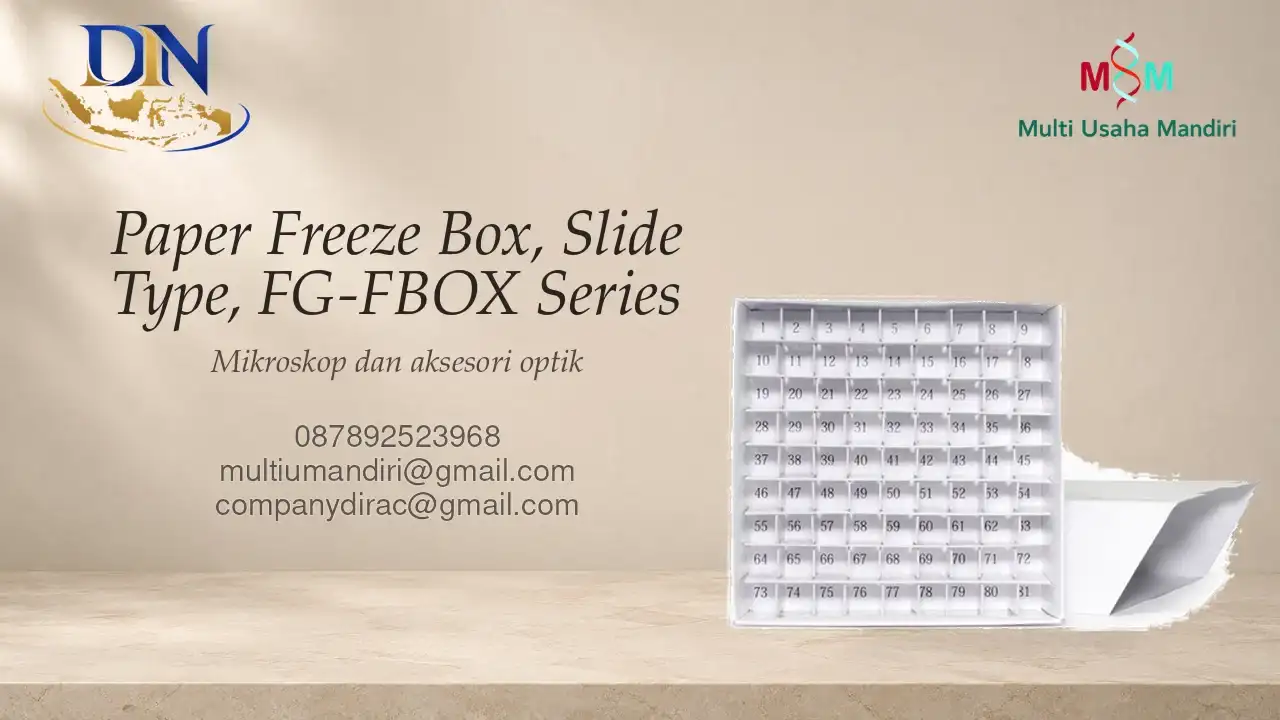 DN
MSM
Multi Usaha Mandiri
Paper Freeze Box, Slide
Type, FG-FBOX Series
Mikroskop dan aksesori optik
087892523968
multiumandiri@gmail.com
companydirac@gmail.com
1 2 3 4 5 6 7 8 9
10 11 12 13 14 15 16 17 8
19 20 21 22 23 24 25 26 27
28 29 30 31 32 33 34 35 36
37 38 39 40 41 42 43 44 45
46 47 48 49 50 51 52 53 54
55 56 57 58 59 60 61 62 63
64 65 66 67 68 69 70 71 72
73 74 75 76 77 78 79 80 81